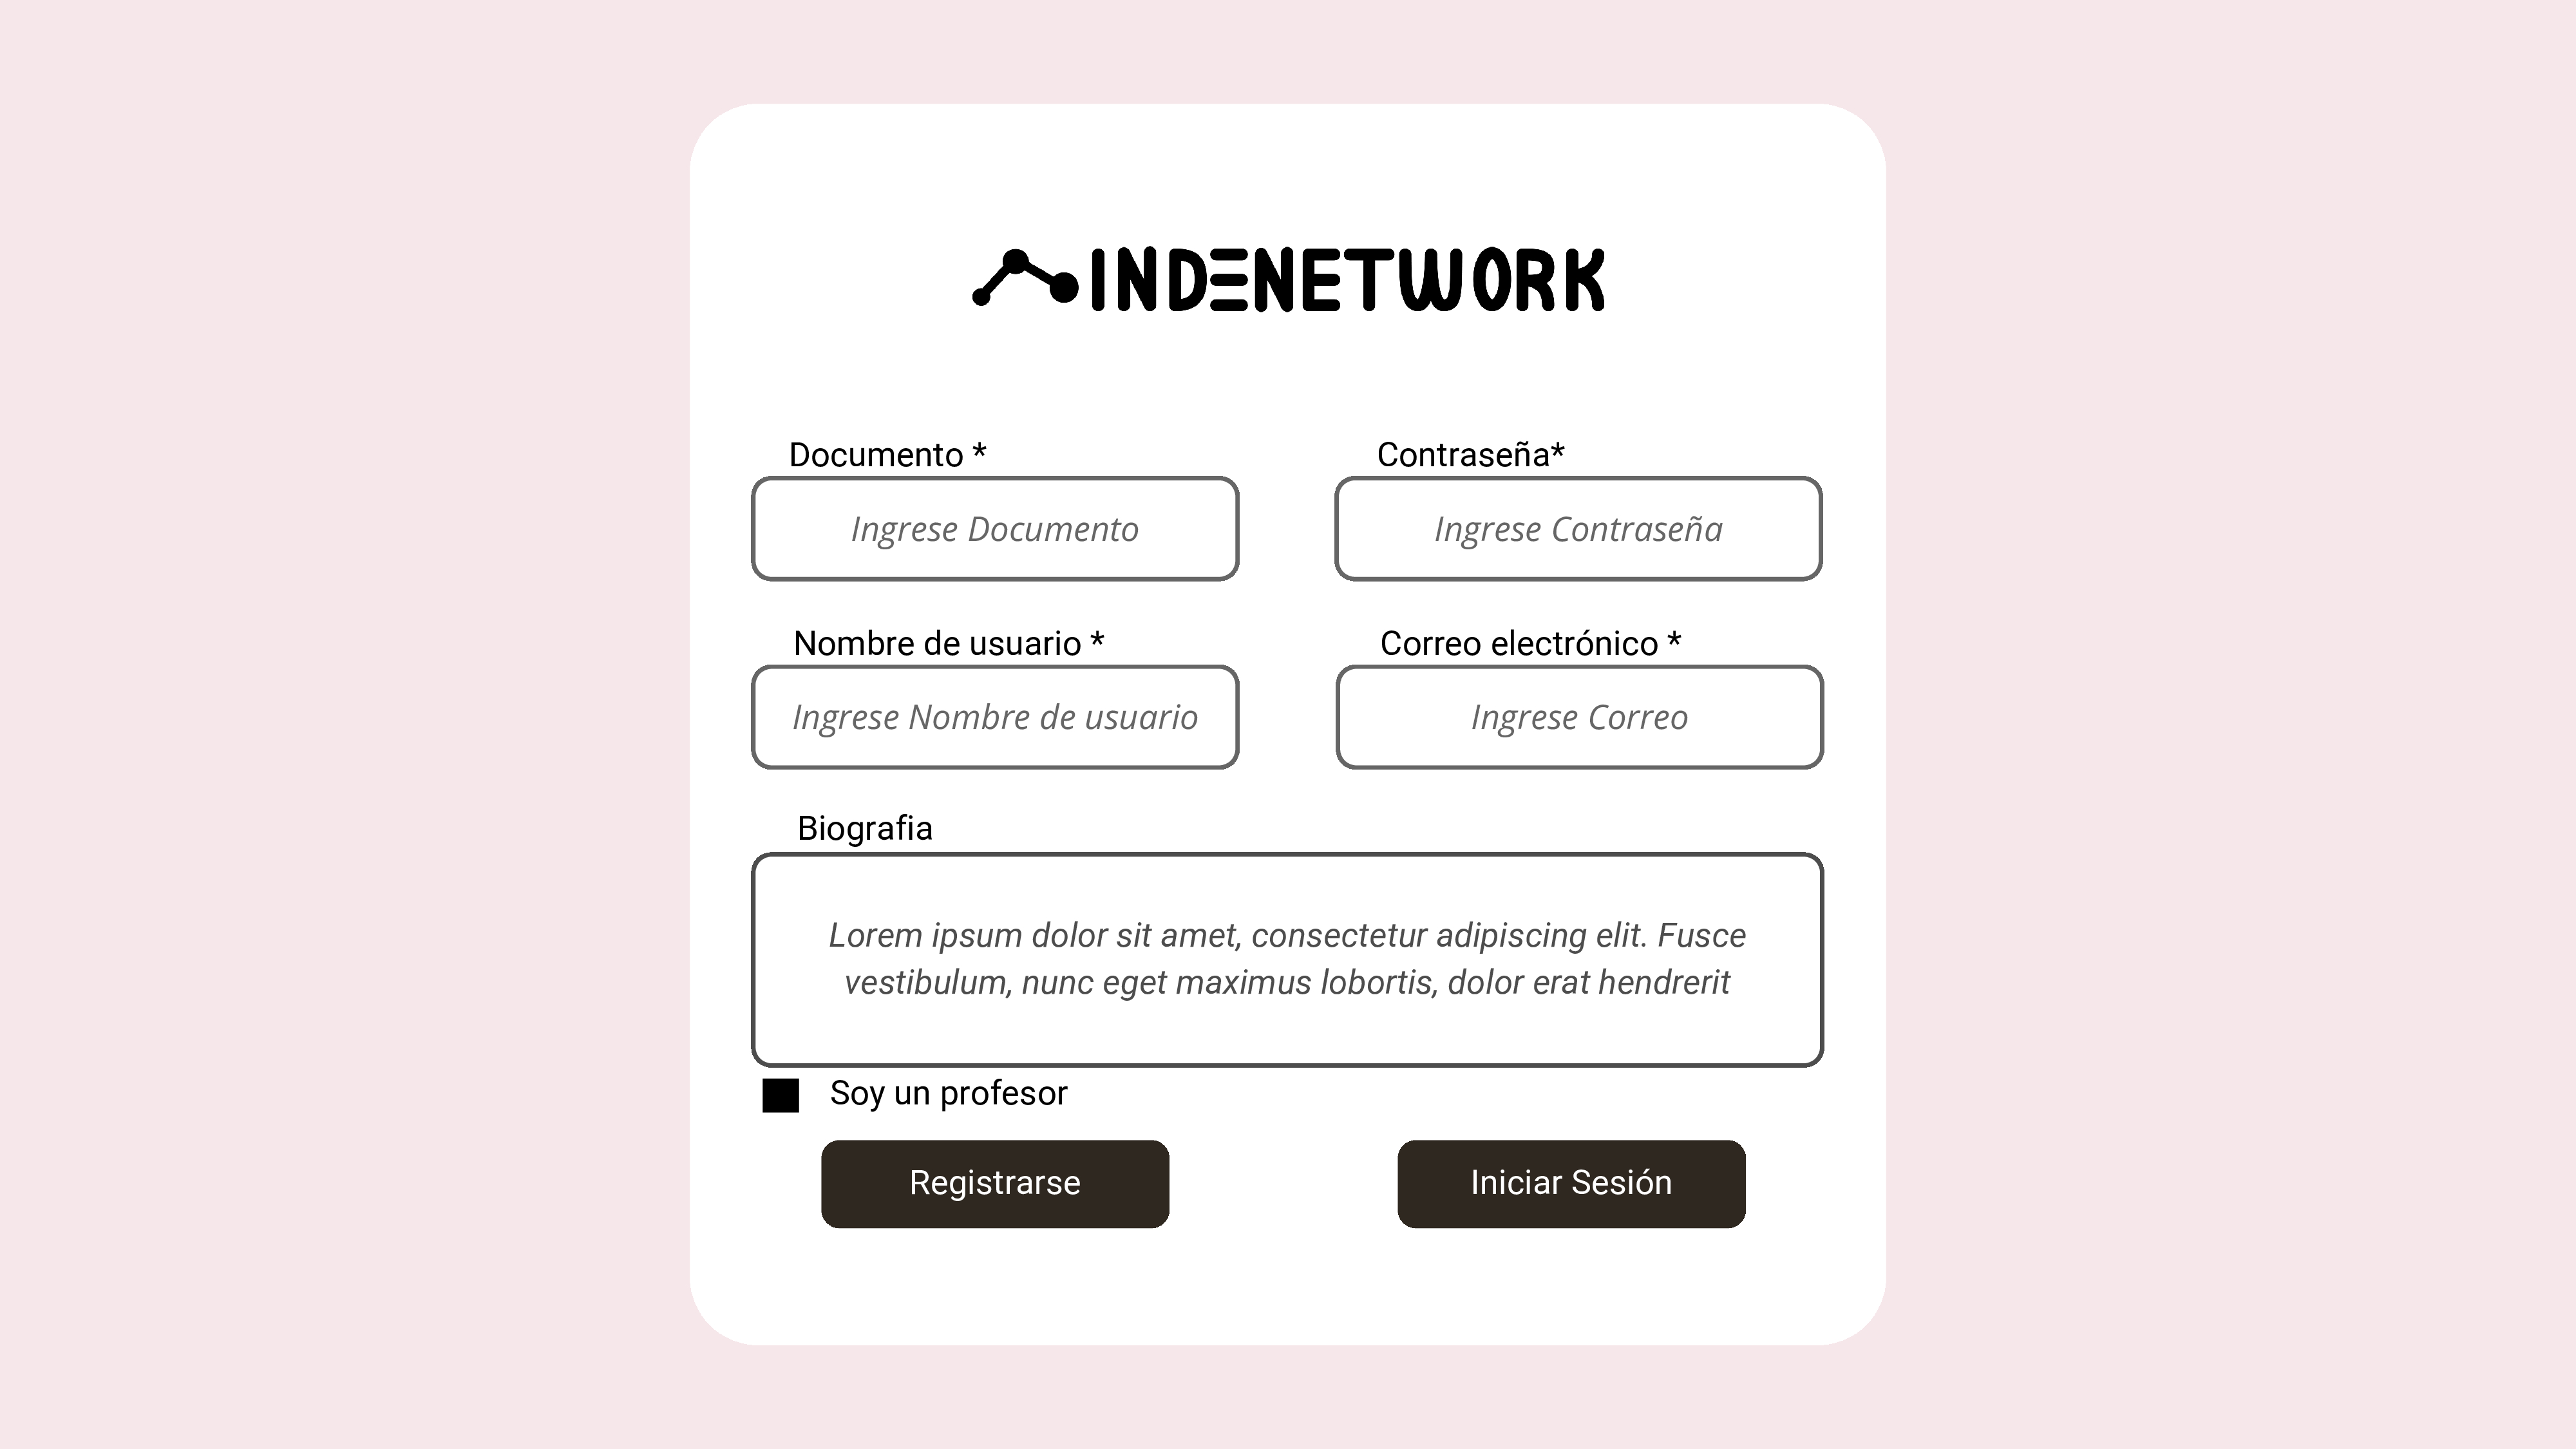 INDENETWORK
Documento *
Contraseña*
Ingrese Documento
Ingrese Contraseña
Nombre de usuario *
Correo electrónico *
Ingrese Nombre de usuario
Ingrese Correo
Biografia
Lorem ipsum dolor sit amet, consectetur adipiscing elit. Fusce
vestibulum, nunc eget maximus lobortis, dolor erat hendrerit
Soy un profesor
Registrarse
Iniciar Sesión